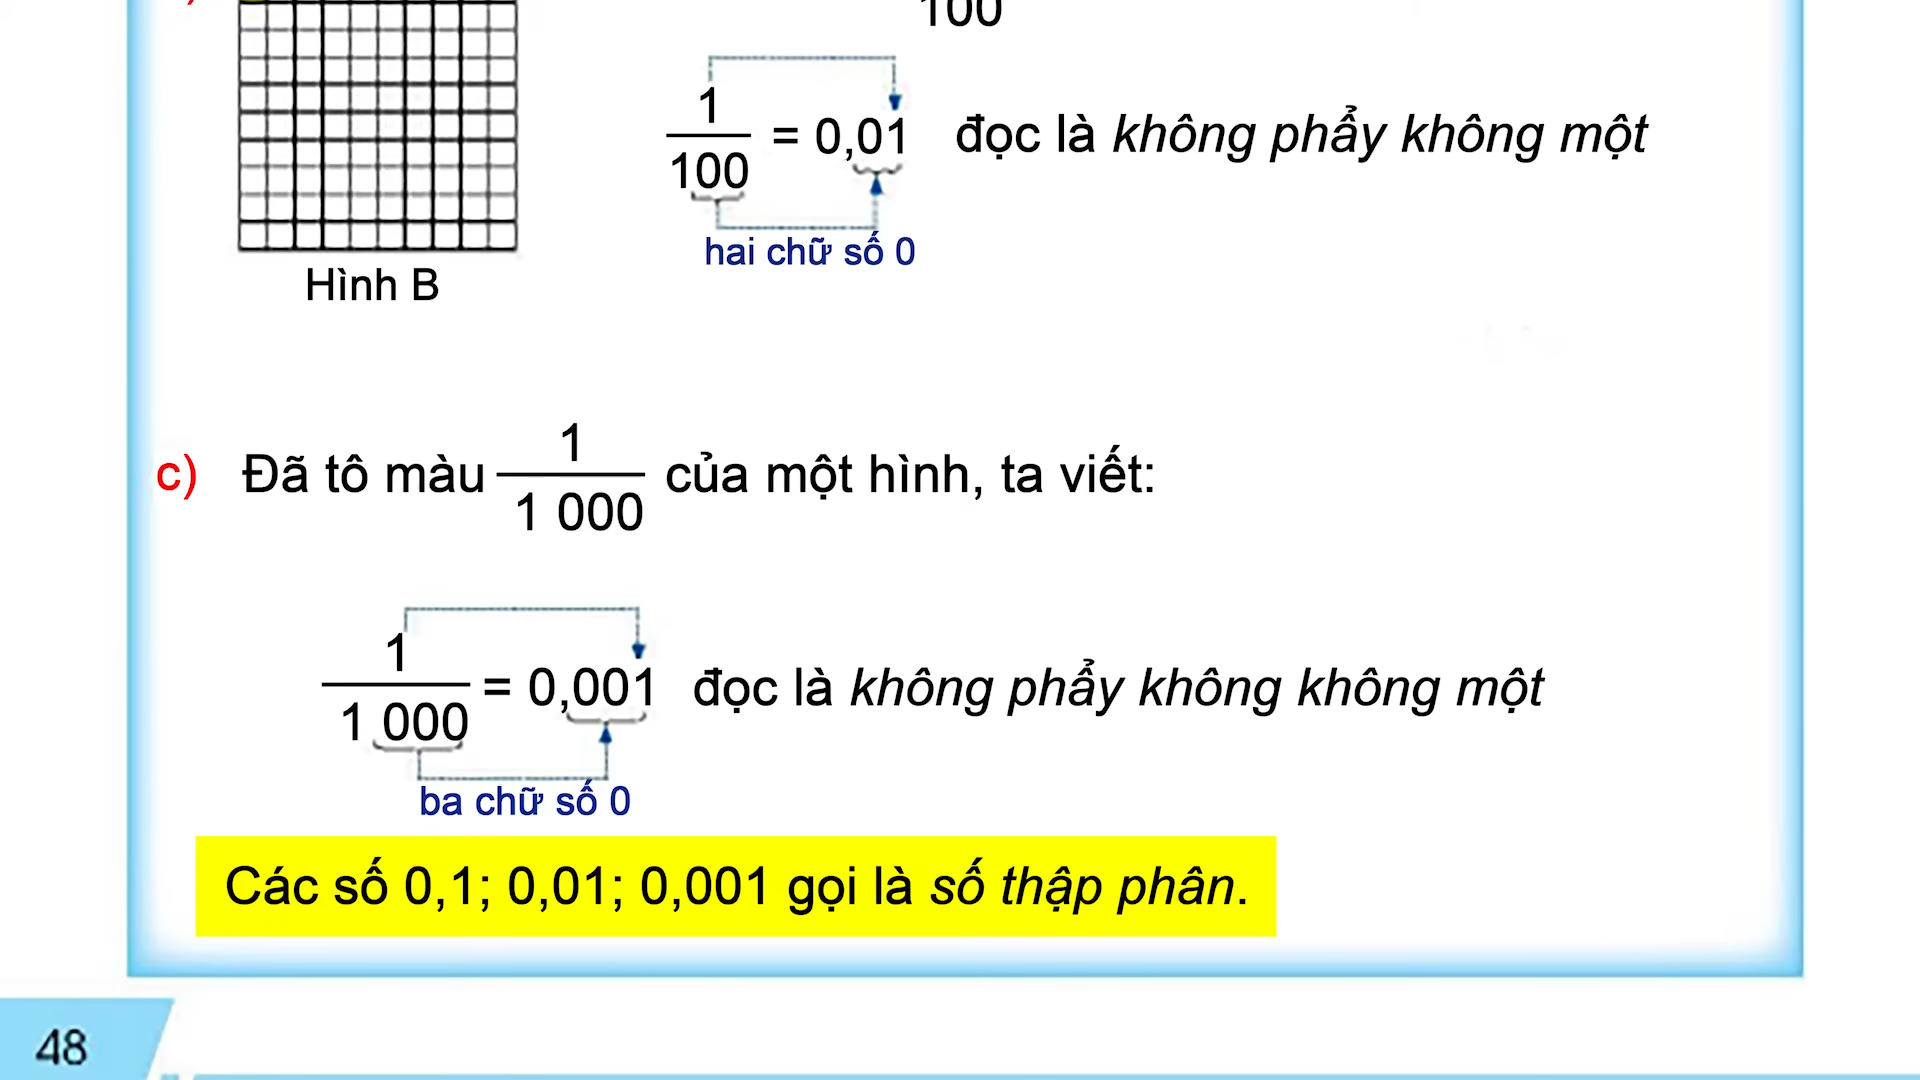 100
1/100 = 0,01 đọc là không phẩy không một
hai chữ số 0
Hình B
c) Đã tô màu 1/1 000 của một hình, ta viết:
1/1 000 = 0,001 đọc là không phẩy không không một
ba chữ số 0
Các số 0,1; 0,01; 0,001 gọi là số thập phân.
48